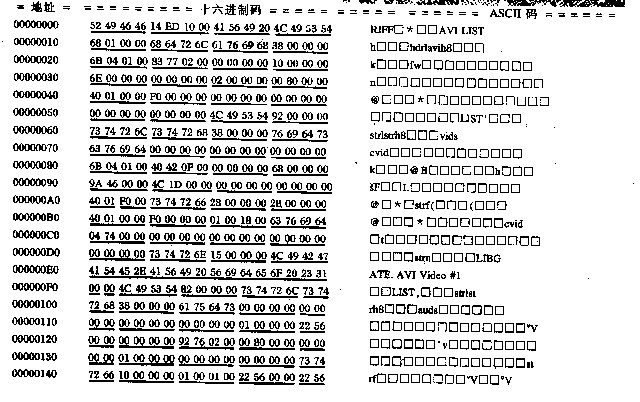 = 地址 = = = = = = = = = 十六进制码 = = = = = = = = = = = = = = = = = = = ASCII 码 = = = = = =
00000000 52 49 46 46 14 ED 10 00 41 56 49 20 4C 49 53 54 RIFF□*□□AVI LIST
00000010 68 01 00 00 68 64 72 6C 61 76 69 68 38 00 00 00 h□□□hdrlavih8□□□
00000020 6B 04 01 00 83 77 02 00 00 00 00 00 10 00 00 00
00000030 6E 00 00 00 00 00 00 00 02 00 00 00 00 80 00 00
00000040 40 01 00 00 F0 00 00 00 00 00 00 00 00 00 00 00
00000050 00 00 00 00 00 00 00 00 4C 49 53 54 92 00 00 00
00000060 73 74 72 6C 73 74 72 68 38 00 00 00 76 69 64 73 strlstrh8□□□vids
00000070 63 76 69 64 00 00 00 00 00 00 00 00 00 00 00 00 cvid□□□□□□□□□□□□
00000080 6B 04 01 00 40 42 0F 00 00 00 00 00 68 00 00 00
00000090 9A 46 00 00 4C 1D 00 00 00 00 00 00 00 00 00 00
000000A0 40 01 F0 00 73 74 72 66 28 00 00 00 28 00 00 00 @□*□strf(□□□(□□□
000000B0 40 01 00 00 F0 00 00 00 01 00 18 00 63 76 69 64 @□□□*□□□□□□□cvid
000000C0 04 74 00 00 00 00 00 00 00 00 00 00 00 00 00 00 □t□□□□□□□□□□□□□□
000000D0 00 00 00 00 73 74 72 6E 15 00 00 00 4C 49 42 47 □□□□strn□□□□LIBG
000000E0 41 54 45 2E 41 56 49 20 56 69 64 65 6F 20 23 31 ATE. AVI Video #1
000000F0 00 00 4C 49 53 54 82 00 00 00 73 74 72 6C 73 74 □□LIST,□□□strlst
00000100 72 68 38 00 00 00 61 75 64 73 00 00 00 00 00 00 rh8□□□auds□□□□□□
00000110 00 00 00 00 00 00 00 00 00 00 01 00 00 00 22 56 □□□□□□□□□□□□□□"V
00000120 00 00 00 00 00 00 92 76 02 00 00 80 00 00 00 00
00000130 00 00 01 00 00 00 00 00 00 00 00 00 00 00 73 74 □□□□□□□□□□□□□□st
00000140 72 66 10 00 00 00 01 00 01 00 22 56 00 00 22 56 rf□□□□□□□□"V□□"V